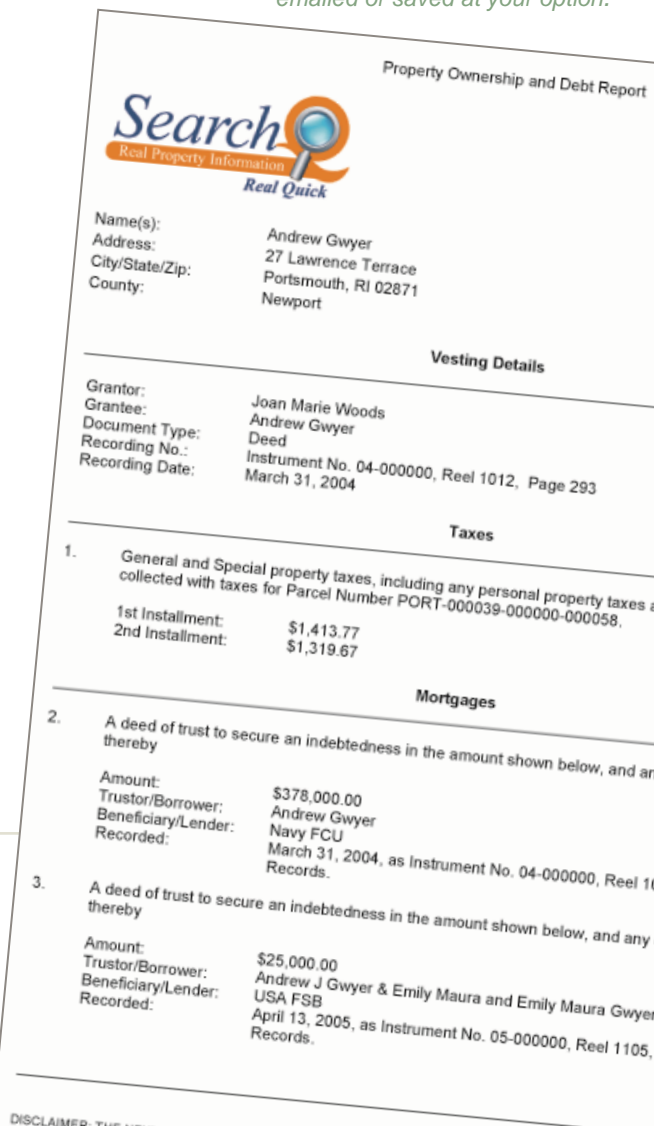 emailed or saved at your option.
Property Ownership and Debt Report
SearchQ
Real Property Information
Real Quick
Name(s): Andrew Gwyer
Address: 27 Lawrence Terrace
City/State/Zip: Portsmouth, RI 02871
County: Newport
Vesting Details
Grantor: Joan Marie Woods
Grantee: Andrew Gwyer
Document Type: Deed
Recording No.: Instrument No. 04-000000, Reel 1012, Page 293
Recording Date: March 31, 2004
Taxes
1. General and Special property taxes, including any personal property taxes a
collected with taxes for Parcel Number PORT-000039-000000-000058.
1st Installment: $1,413.77
2nd Installment: $1,319.67
Mortgages
2. A deed of trust to secure an indebtedness in the amount shown below, and an
thereby
Amount: $378,000.00
Trustor/Borrower: Andrew Gwyer
Beneficiary/Lender: Navy FCU
Recorded: March 31, 2004, as Instrument No. 04-000000, Reel 10
Records.
3. A deed of trust to secure an indebtedness in the amount shown below, and any
thereby
Amount: $25,000.00
Trustor/Borrower: Andrew J Gwyer & Emily Maura and Emily Maura Gwyer
Beneficiary/Lender: USA FSB
Recorded: April 13, 2005, as Instrument No. 05-000000, Reel 1105,
Records.
DISCLAIMER: THE